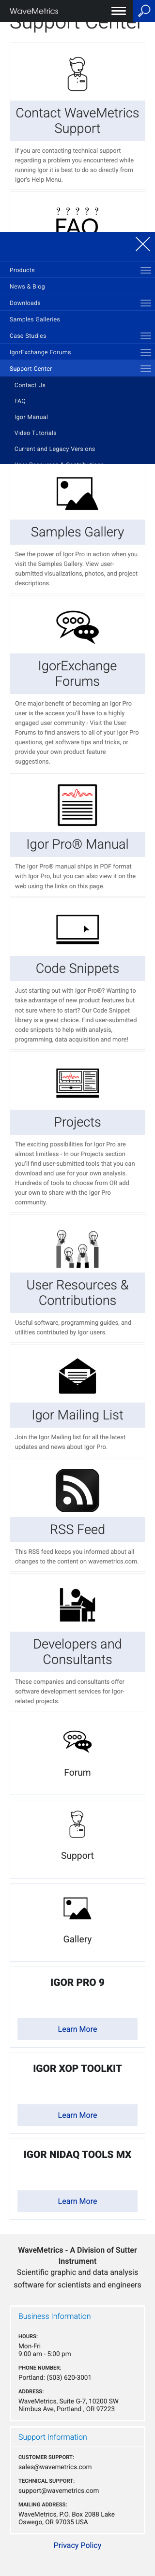 WaveMetrics
Support Center
Contact WaveMetrics
Support
If you are contacting technical support
regarding a problem you encountered while
running Igor it is best to do so directly from
Igor's Help Menu.
? ? ? ?
FAQ
Products
News & Blog
Downloads
Samples Galleries
Case Studies
IgorExchange Forums
Support Center
Contact Us
FAQ
Igor Manual
Video Tutorials
Current and Legacy Versions
User Resources & Contributions
Samples Gallery
See the power of Igor Pro in action when you
visit the Samples Gallery. View user-
submitted visualizations, photos, and project
descriptions.
IgorExchange
Forums
One major benefit of becoming an Igor Pro
user is the access you'll have to a highly
engaged user community - Visit the User
Forums to find answers to all of your Igor Pro
questions, get software tips and tricks, or
provide your own product feature
suggestions.
Igor Pro® Manual
The Igor Pro® manual ships in PDF format
with Igor Pro, but you can also view it on the
web using the links on this page.
Code Snippets
Just starting out with Igor Pro®? Wanting to
take advantage of new product features but
not sure where to start? Our Code Snippet
library is a great choice. Find user-submitted
code snippets to help with analysis,
programming, data acquisition and more!
Projects
The exciting possibilities for Igor Pro are
almost limitless - In our Projects section
you'll find user-submitted tools that you can
download and use for your own analysis.
Hundreds of tools to choose from OR add
your own to share with the Igor Pro
community.
User Resources &
Contributions
Useful software, programming guides, and
utilities contributed by Igor users.
Igor Mailing List
Join the Igor Mailing list for all the latest
updates and news about Igor Pro.
RSS Feed
This RSS feed keeps you informed about all
changes to the content on wavemetrics.com.
Developers and
Consultants
These companies and consultants offer
software development services for Igor-
related projects.
Forum
Support
Gallery
IGOR PRO 9
Learn More
IGOR XOP TOOLKIT
Learn More
IGOR NIDAQ TOOLS MX
Learn More
WaveMetrics - A Division of Sutter
Instrument
Scientific graphing and data analysis
software for scientists and engineers
Business Information
HOURS:
Mon-Fri
9:00 am - 5:00 pm
PHONE NUMBER:
Portland: (503) 620-3001
ADDRESS:
WaveMetrics, Suite G-7, 10200 SW
Nimbus Ave, Portland , OR 97223
Support Information
CUSTOMER SUPPORT:
sales@wavemetrics.com
TECHNICAL SUPPORT:
support@wavemetrics.com
MAILING ADDRESS:
WaveMetrics, P.O. Box 2088 Lake
Oswego, OR 97035 USA
Privacy Policy